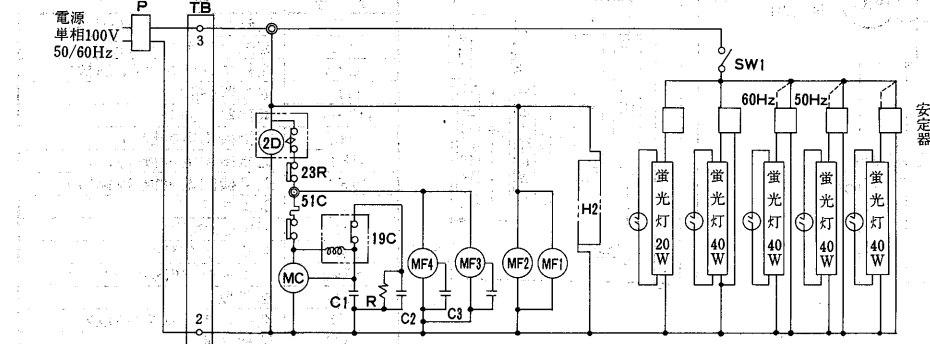 電源
単相100V
50/60Hz
P
TB
3
SW1
60Hz
50Hz
安定器
2D
23R
51C
19C
MC
C1
R
C2
C3
MF4
MF3
MF2
MF1
H2
蛍光灯20W
蛍光灯40W
蛍光灯40W
蛍光灯40W
蛍光灯40W
2